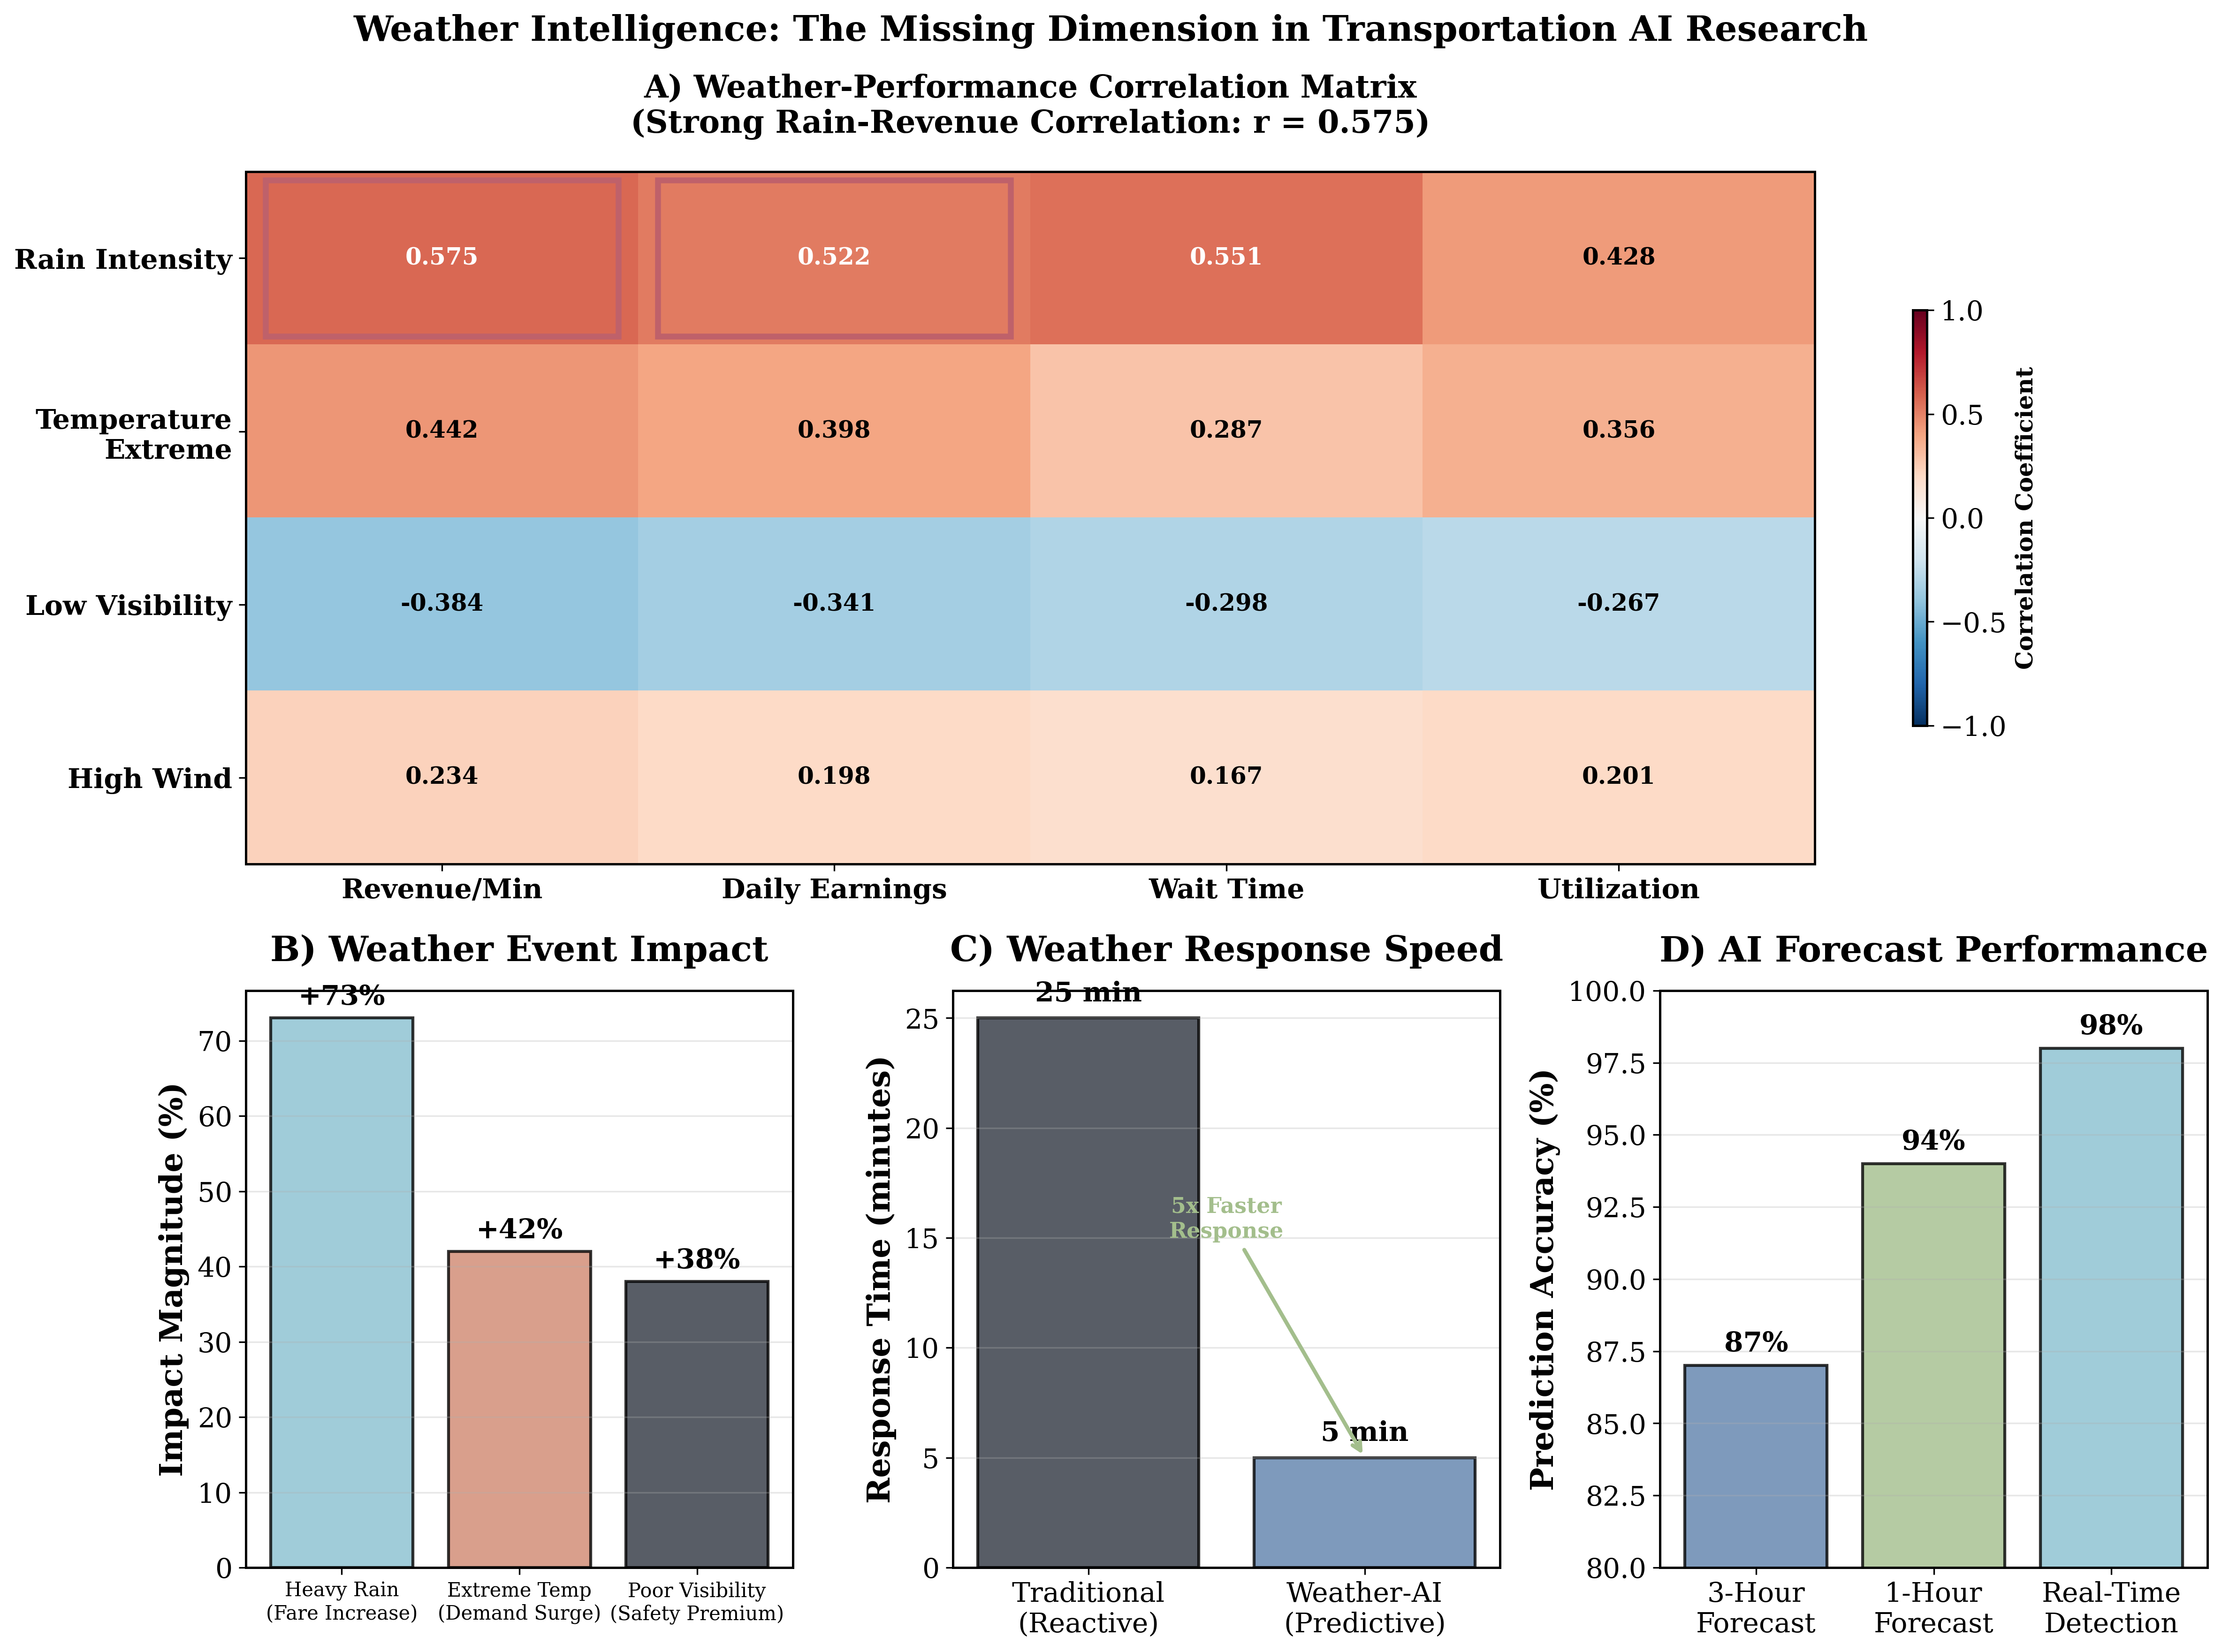 Weather Intelligence: The Missing Dimension in Transportation AI Research
A) Weather-Performance Correlation Matrix
(Strong Rain-Revenue Correlation: r = 0.575)
Rain Intensity
0.575
0.522
0.551
0.428
Temperature
Extreme
0.442
0.398
0.287
0.356
Low Visibility
-0.384
-0.341
-0.298
-0.267
High Wind
0.234
0.198
0.167
0.201
Revenue/Min
Daily Earnings
Wait Time
Utilization
1.0
0.5
0.0
−0.5
−1.0
Correlation Coefficient
B) Weather Event Impact
Impact Magnitude (%)
70
60
50
40
30
20
10
0
+73%
+42%
+38%
Heavy Rain
(Fare Increase)
Extreme Temp
(Demand Surge)
Poor Visibility
(Safety Premium)
C) Weather Response Speed
Response Time (minutes)
25
20
15
10
5
0
25 min
5x Faster
Response
5 min
Traditional
(Reactive)
Weather-AI
(Predictive)
D) AI Forecast Performance
Prediction Accuracy (%)
100.0
97.5
95.0
92.5
90.0
87.5
85.0
82.5
80.0
87%
94%
98%
3-Hour
Forecast
1-Hour
Forecast
Real-Time
Detection